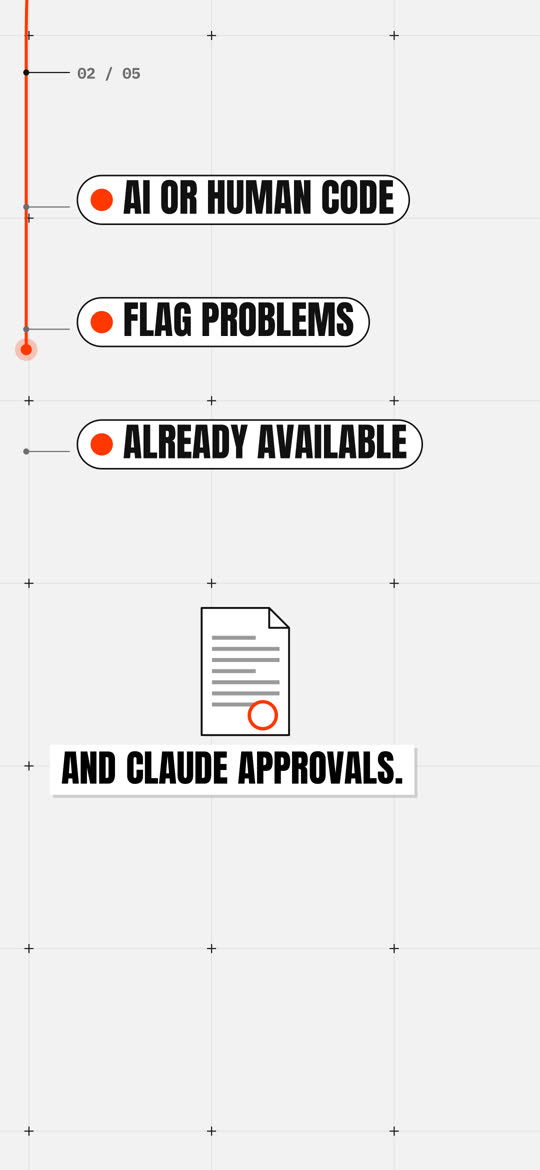 02 / 05
AI OR HUMAN CODE
FLAG PROBLEMS
ALREADY AVAILABLE
AND CLAUDE APPROVALS.